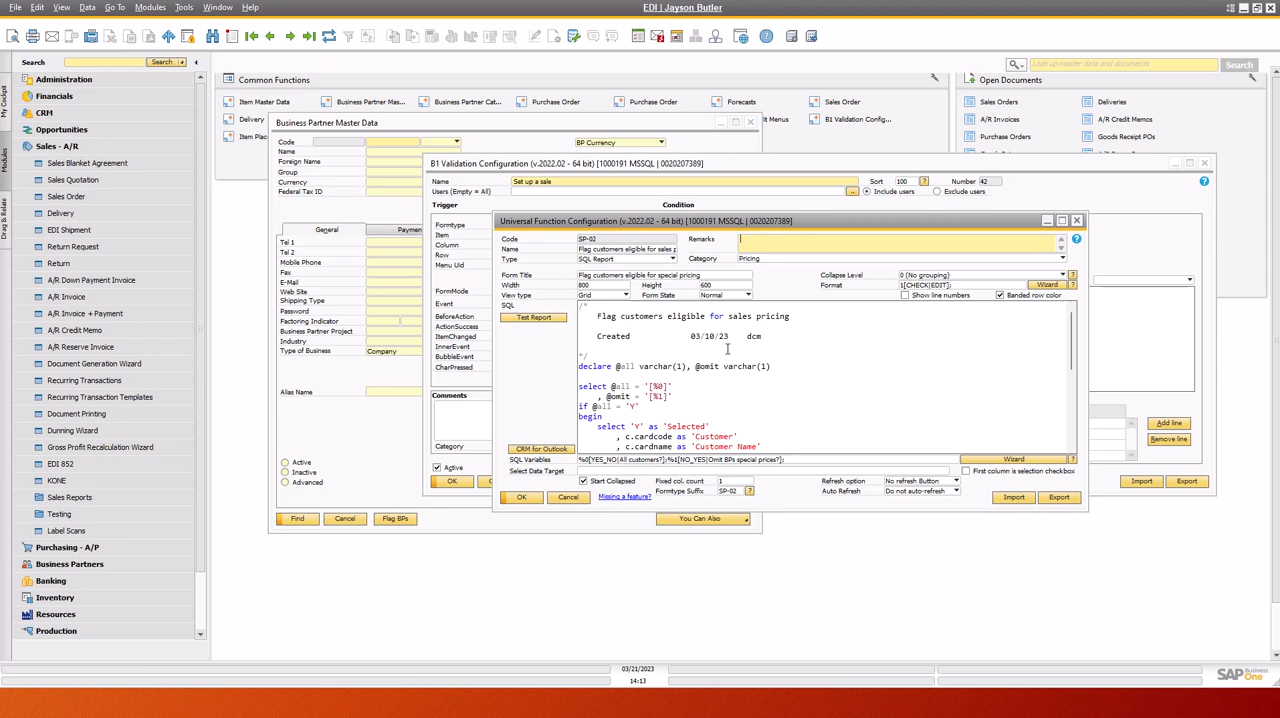 File Edit View Data Go To Modules Tools Window Help
EDI | Jayson Butler
Search Search
Look up master data and documents Search
My Cockpit
Modules
Drag & Relate
Administration
Financials
CRM
Opportunities
Sales - A/R
Sales Blanket Agreement
Sales Quotation
Sales Order
Delivery
EDI Shipment
Return Request
Return
A/R Down Payment Invoice
A/R Invoice
A/R Invoice + Payment
A/R Credit Memo
A/R Reserve Invoice
Document Generation Wizard
Recurring Transactions
Recurring Transaction Templates
Document Printing
Dunning Wizard
Gross Profit Recalculation Wizard
EDI 852
KONE
Sales Reports
Testing
Label Scans
Purchasing - A/P
Business Partners
Banking
Inventory
Resources
Production
Common Functions
Item Master Data Business Partner Mas... Business Partner Cat... Purchase Order Purchase Order Forecasts Sales Order
Delivery
B1 Validation Config...
Open Documents
Sales Orders Deliveries
A/R Invoices A/R Credit Memos
Purchase Orders Goods Receipt POs
Business Partner Master Data
Code BP Currency
Name
Foreign Name
Group
Currency
Federal Tax ID
General
Tel 1
Tel 2
Mobile Phone
Fax
E-Mail
Web Site
Shipping Type
Password
Factoring Indicator
Business Partner Project
Industry
Type of Business Company
Alias Name
Active
Inactive
Advanced
Find Cancel Flag BPs You Can Also
B1 Validation Configuration (v.2022.02 - 64 bit) [1000191 MSSQL | 0020207389]
Name Set up a sale Sort 100 ? Number 42
Users (Empty = All) ... Include users Exclude users
Trigger Condition
Formtype
Item
Column
Row
Menu Uid
FormMode
Event
BeforeAction
ActionSuccess
ItemChanged
InnerEvent
BubbleEvent
CharPressed
Comments
Category
Active
OK
Add line
Remove line
Import Export
Universal Function Configuration (v.2022.02 - 64 bit) [1000191 MSSQL | 0020207389]
Code SP-02 Remarks
Name Flag customers eligible for sales p
Type SQL Report Category Pricing
Form Title Flag customers eligible for special pricing Collapse Level 0 (No grouping) ?
Width 800 Height 600 Format 1[CHECK|EDIT]; Wizard ?
View type Grid Form State Normal Show line numbers Banded row color
SQL
Test Report
/*
Flag customers eligible for sales pricing
Created 03/10/23 dcm
*/
declare @all varchar(1), @omit varchar(1)
select @all = '[%0]'
, @omit = '[%1]'
if @all = 'Y'
begin
select 'Y' as 'Selected'
, c.cardcode as 'Customer'
, c.cardname as 'Customer Name'
CRM for Outlook
SQL Variables %0[YES_NO|All customers?];%1[NO_YES|Omit BPs special prices?]; Wizard ?
Select Data Target First column is selection checkbox
Start Collapsed Fixed col. count 1 Refresh option No refresh Button
Formtype Suffix SP-02 ? Auto Refresh Do not auto-refresh
OK Cancel Missing a feature? Import Export
03/21/2023
14:13
SAP Business One